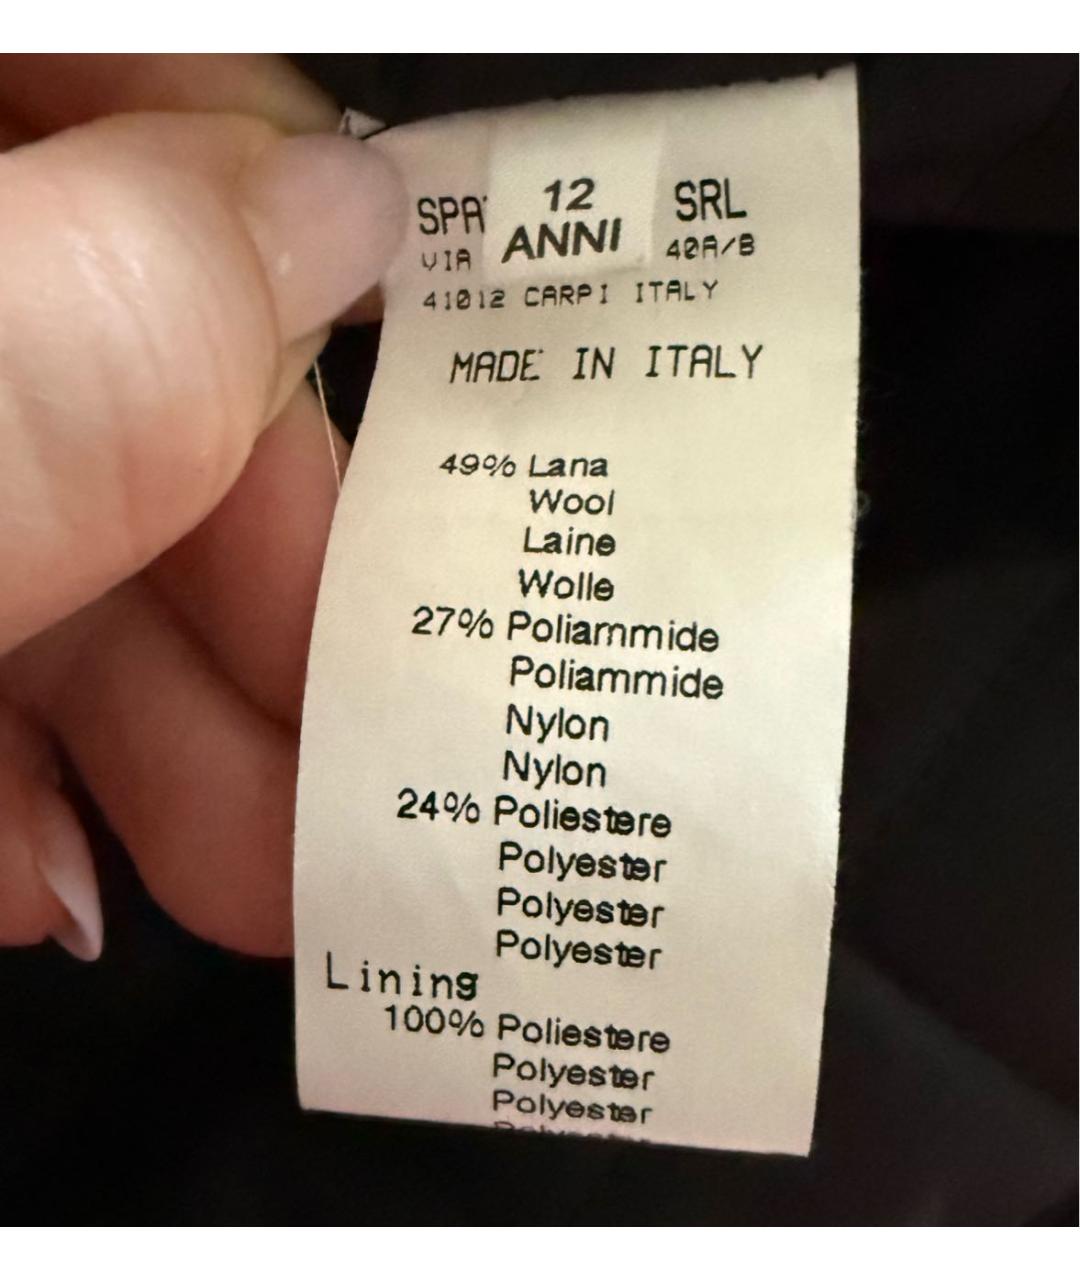 12
ANNI
SRL
VIA 40A/B
41012 CARPI ITALY
MADE IN ITALY
49% Lana
Wool
Laine
Wolle
27% Poliammide
Poliammide
Nylon
Nylon
24% Poliestere
Polyester
Polyester
Polyester
Lining
100% Poliestere
Polyester
Polyester